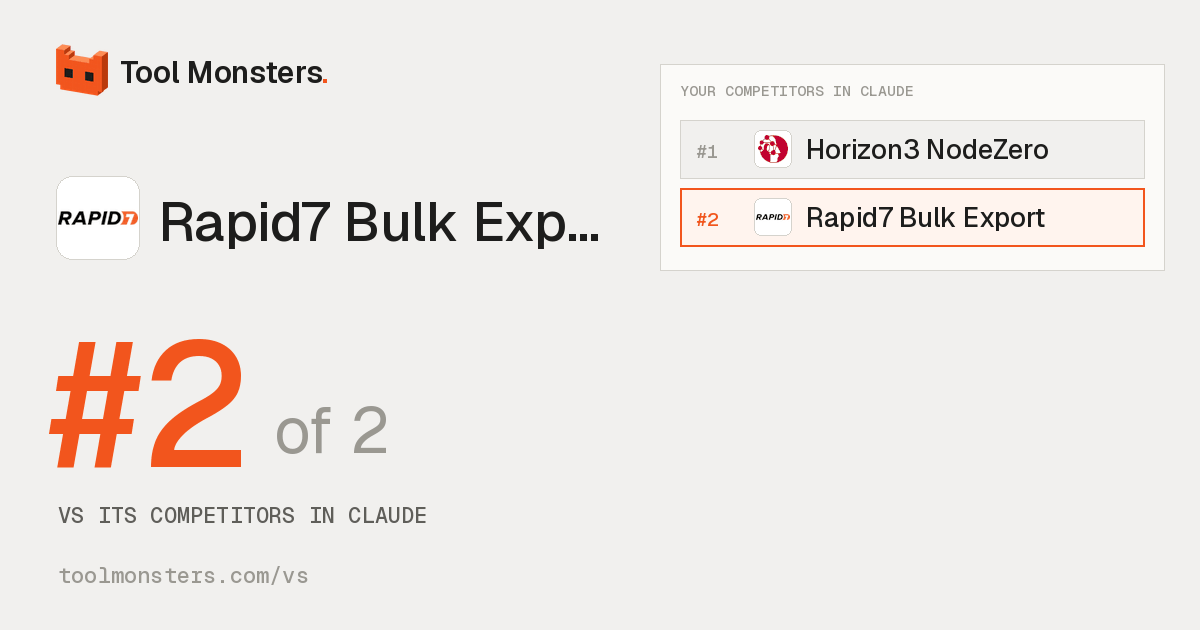 Tool Monsters.
RAPID7
Rapid7 Bulk Exp...
#2 of 2
VS ITS COMPETITORS IN CLAUDE
toolmonsters.com/vs
YOUR COMPETITORS IN CLAUDE
#1 Horizon3 NodeZero
#2 RAPID7 Rapid7 Bulk Export